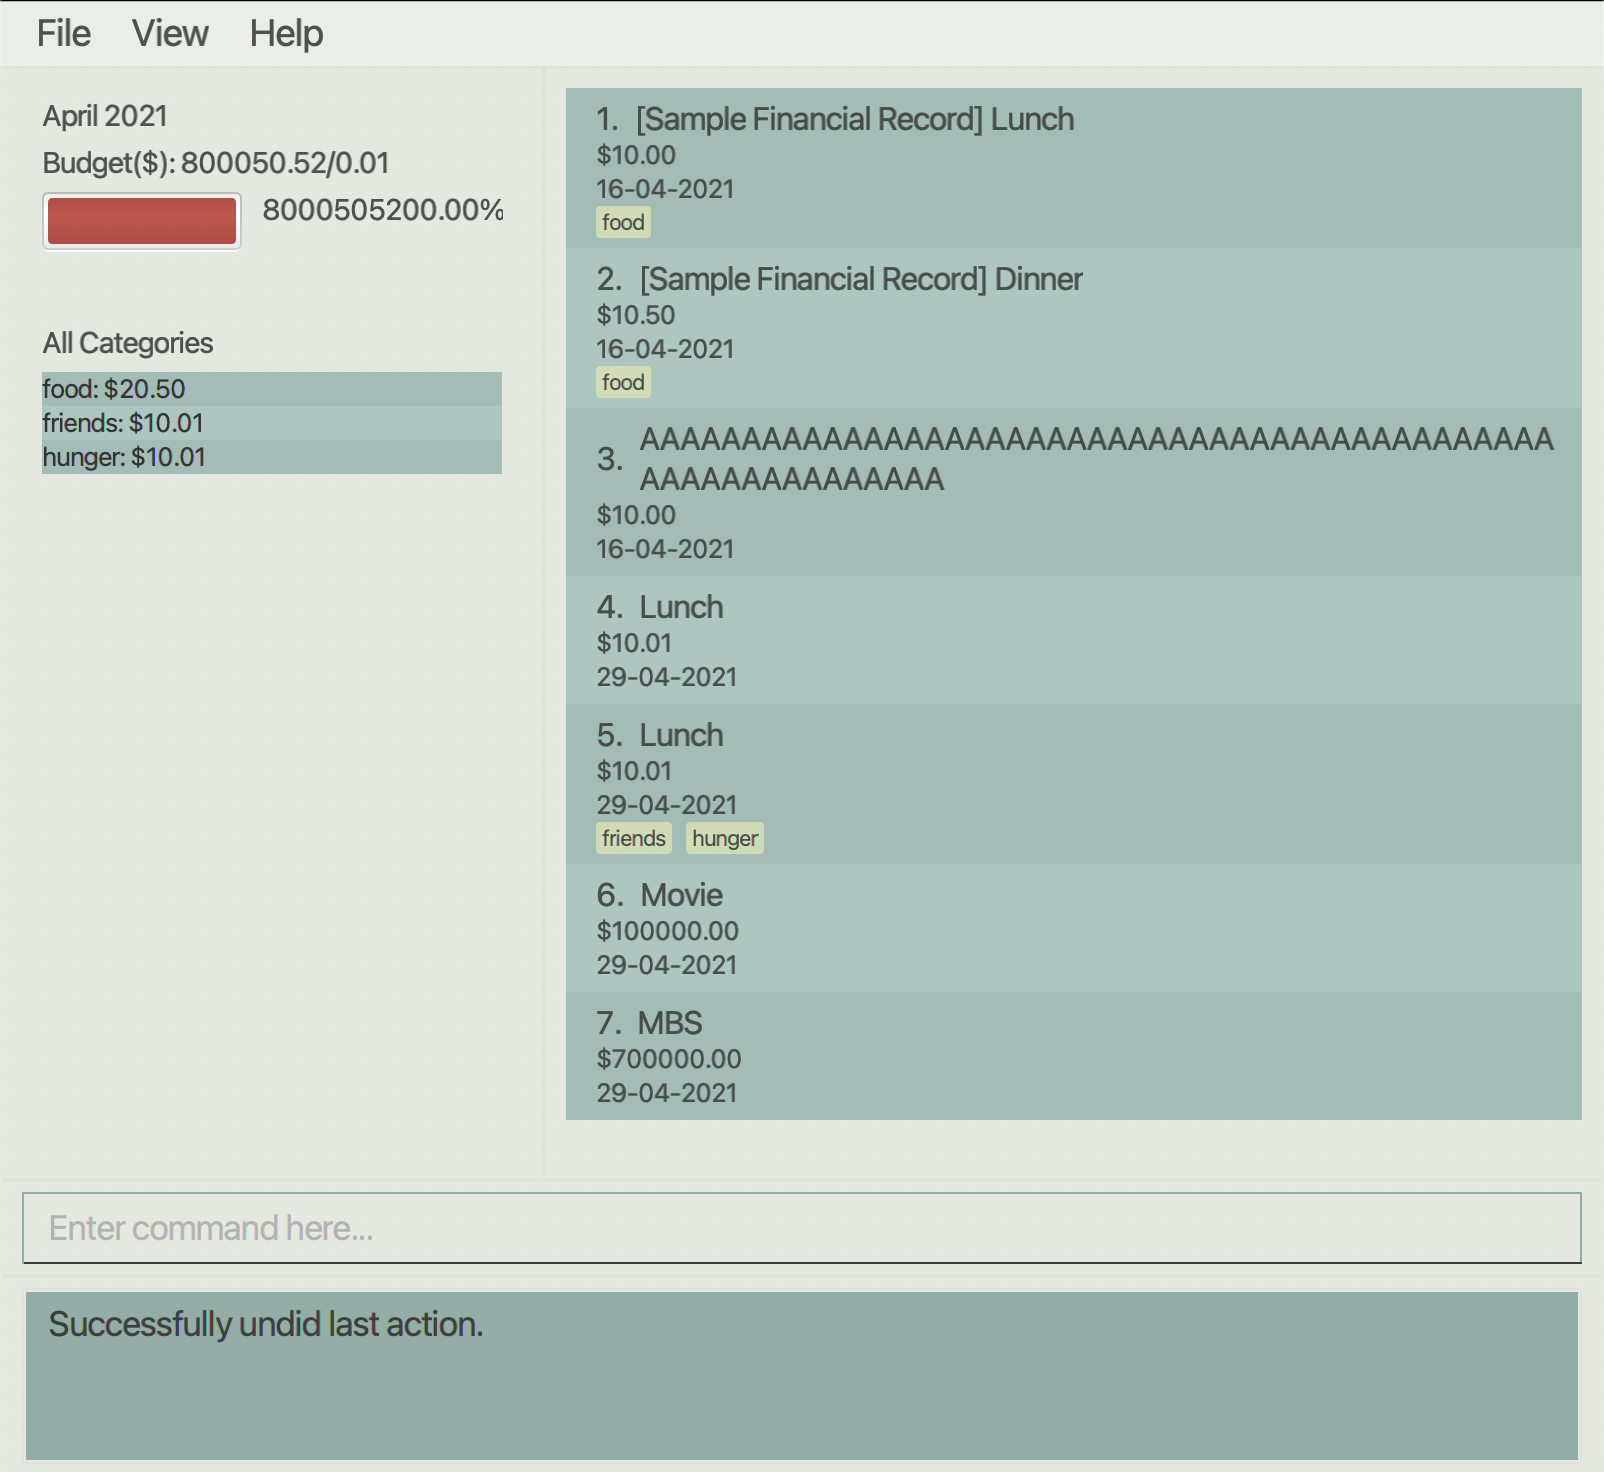 File View Help
April 2021
Budget($): 800050.52/0.01
8000505200.00%
All Categories
food: $20.50
friends: $10.01
hunger: $10.01
1. [Sample Financial Record] Lunch
$10.00
16-04-2021
food
2. [Sample Financial Record] Dinner
$10.50
16-04-2021
food
3. AAAAAAAAAAAAAAAAAAAAAAAAAAAAAAAAAAAAAAAAAAAAA
AAAAAAAAAAAAAAA
$10.00
16-04-2021
4. Lunch
$10.01
29-04-2021
5. Lunch
$10.01
29-04-2021
friends hunger
6. Movie
$100000.00
29-04-2021
7. MBS
$700000.00
29-04-2021
Enter command here...
Successfully undid last action.